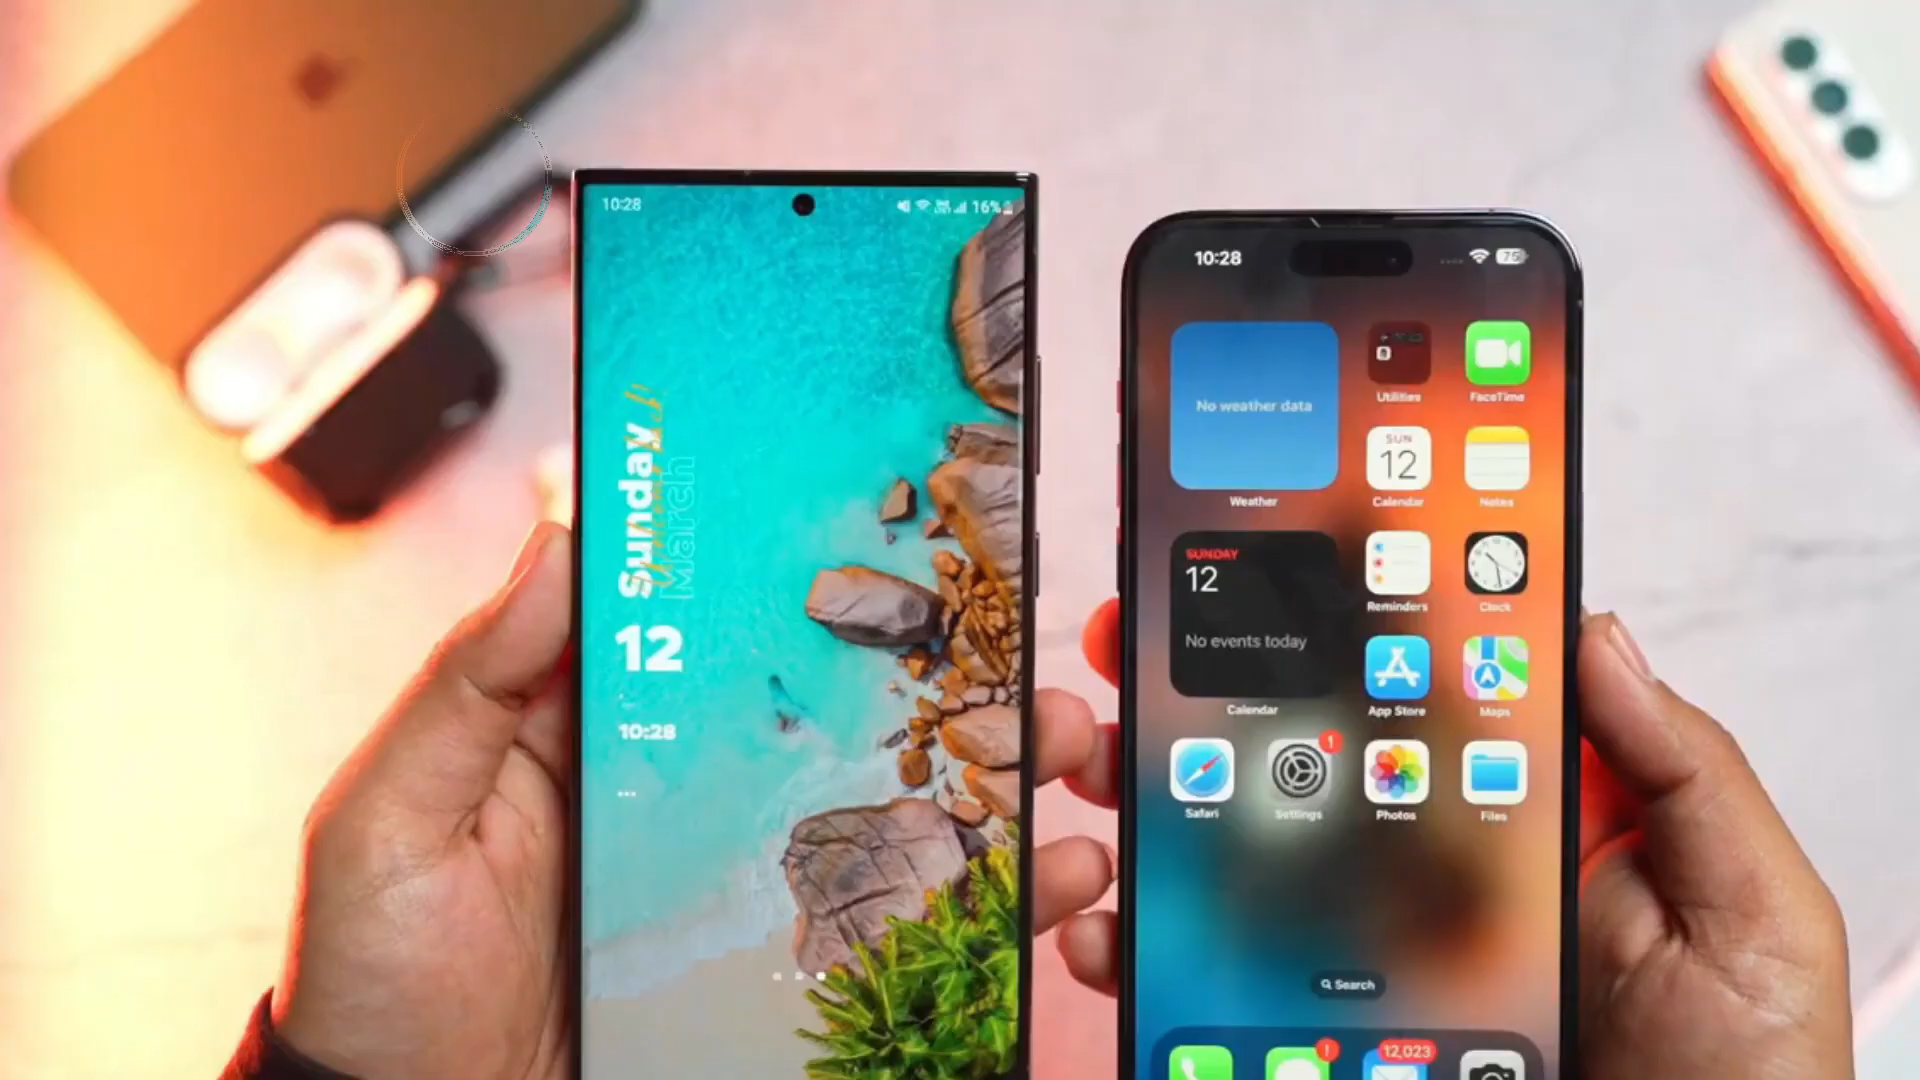 10:28
16%
Sunday
March
12
10:28
10:28
75
No weather data
Weather
Utilities
FaceTime
SUN
12
Calendar
Notes
SUNDAY
12
No events today
Calendar
Reminders
Clock
App Store
Maps
1
Safari
Settings
Photos
Files
Search
!
12,023